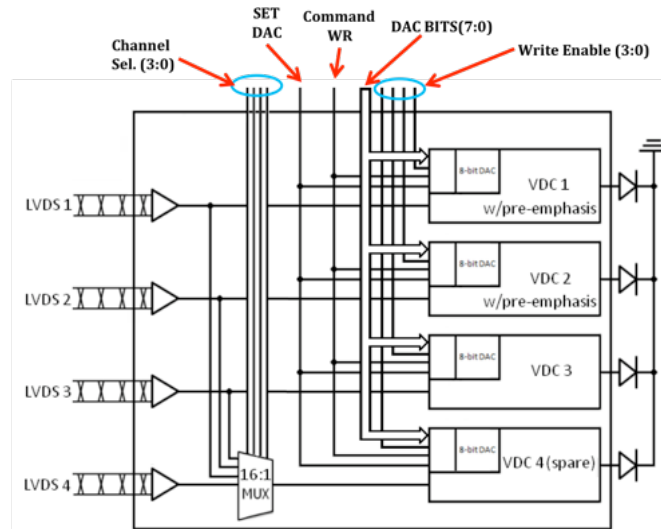 SET
DAC
Command
WR
DAC BITS(7:0)
Channel
Sel. (3:0)
Write Enable (3:0)
8-bit DAC
VDC 1
w/pre-emphasis
LVDS 1
8-bit DAC
VDC 2
w/pre-emphasis
LVDS 2
8-bit DAC
VDC 3
LVDS 3
8-bit DAC
VDC 4 (spare)
LVDS 4
16:1
MUX